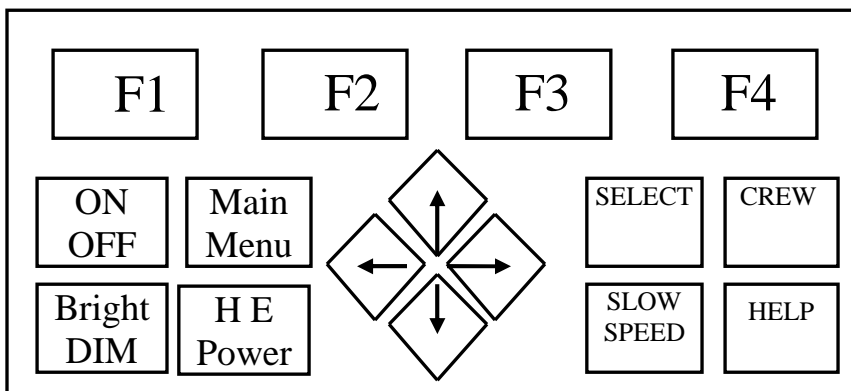 F1 F2 F3 F4
ON
OFF
Main
Menu
SELECT
CREW
Bright
DIM
H E
Power
SLOW
SPEED
HELP